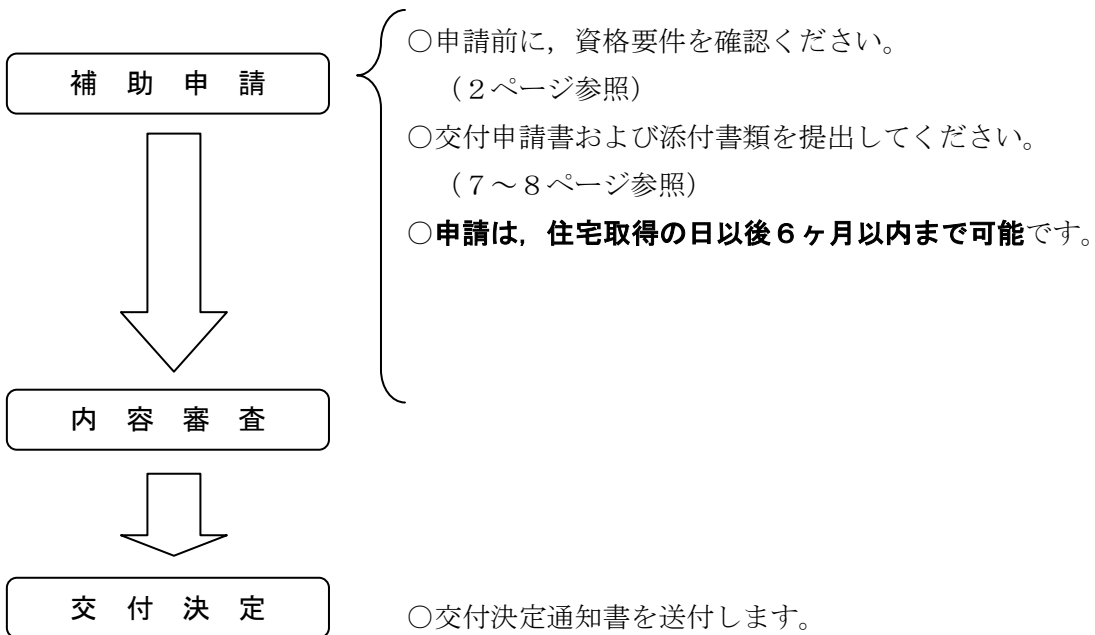 補 助 申 請
○申請前に，資格要件を確認ください。
（２ページ参照）
○交付申請書および添付書類を提出してください。
（７～８ページ参照）
○申請は，住宅取得の日以後６ヶ月以内まで可能です。
内 容 審 査
交 付 決 定
○交付決定通知書を送付します。